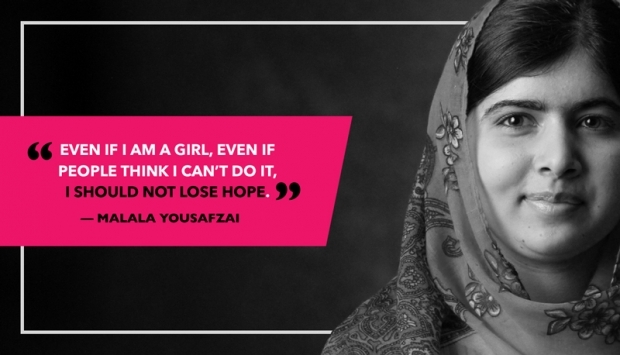 “ EVEN IF I AM A GIRL, EVEN IF
PEOPLE THINK I CAN’T DO IT,
I SHOULD NOT LOSE HOPE. ”
— MALALA YOUSAFZAI